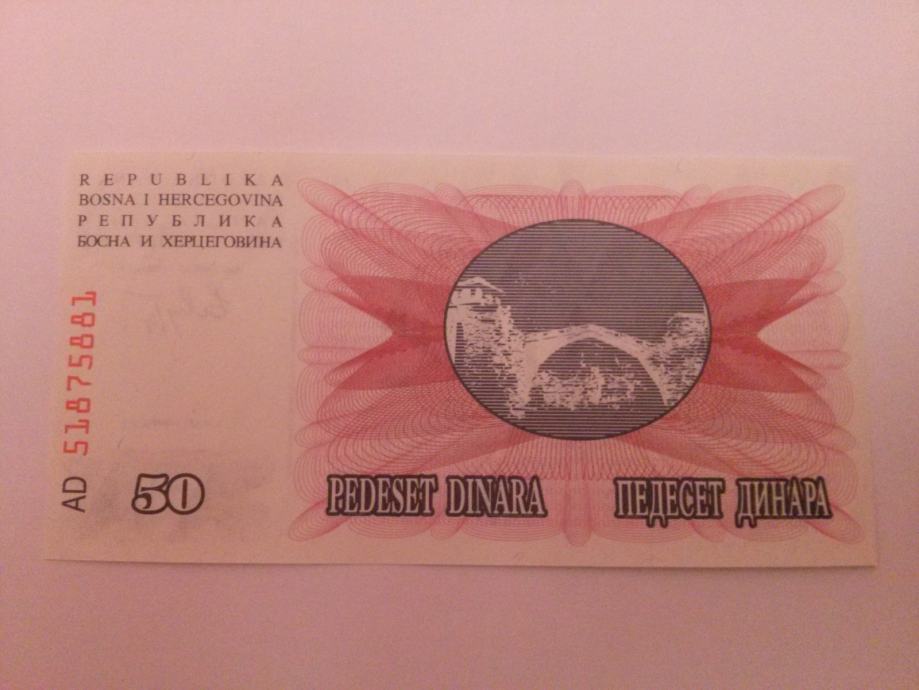 REPUBLIKA
BOSNA I HERCEGOVINA
РЕПУБЛИКА
БОСНА И ХЕРЦЕГОВИНА
AD 51875881
50
PEDESET DINARA
ПЕДЕСЕТ ДИНАРА